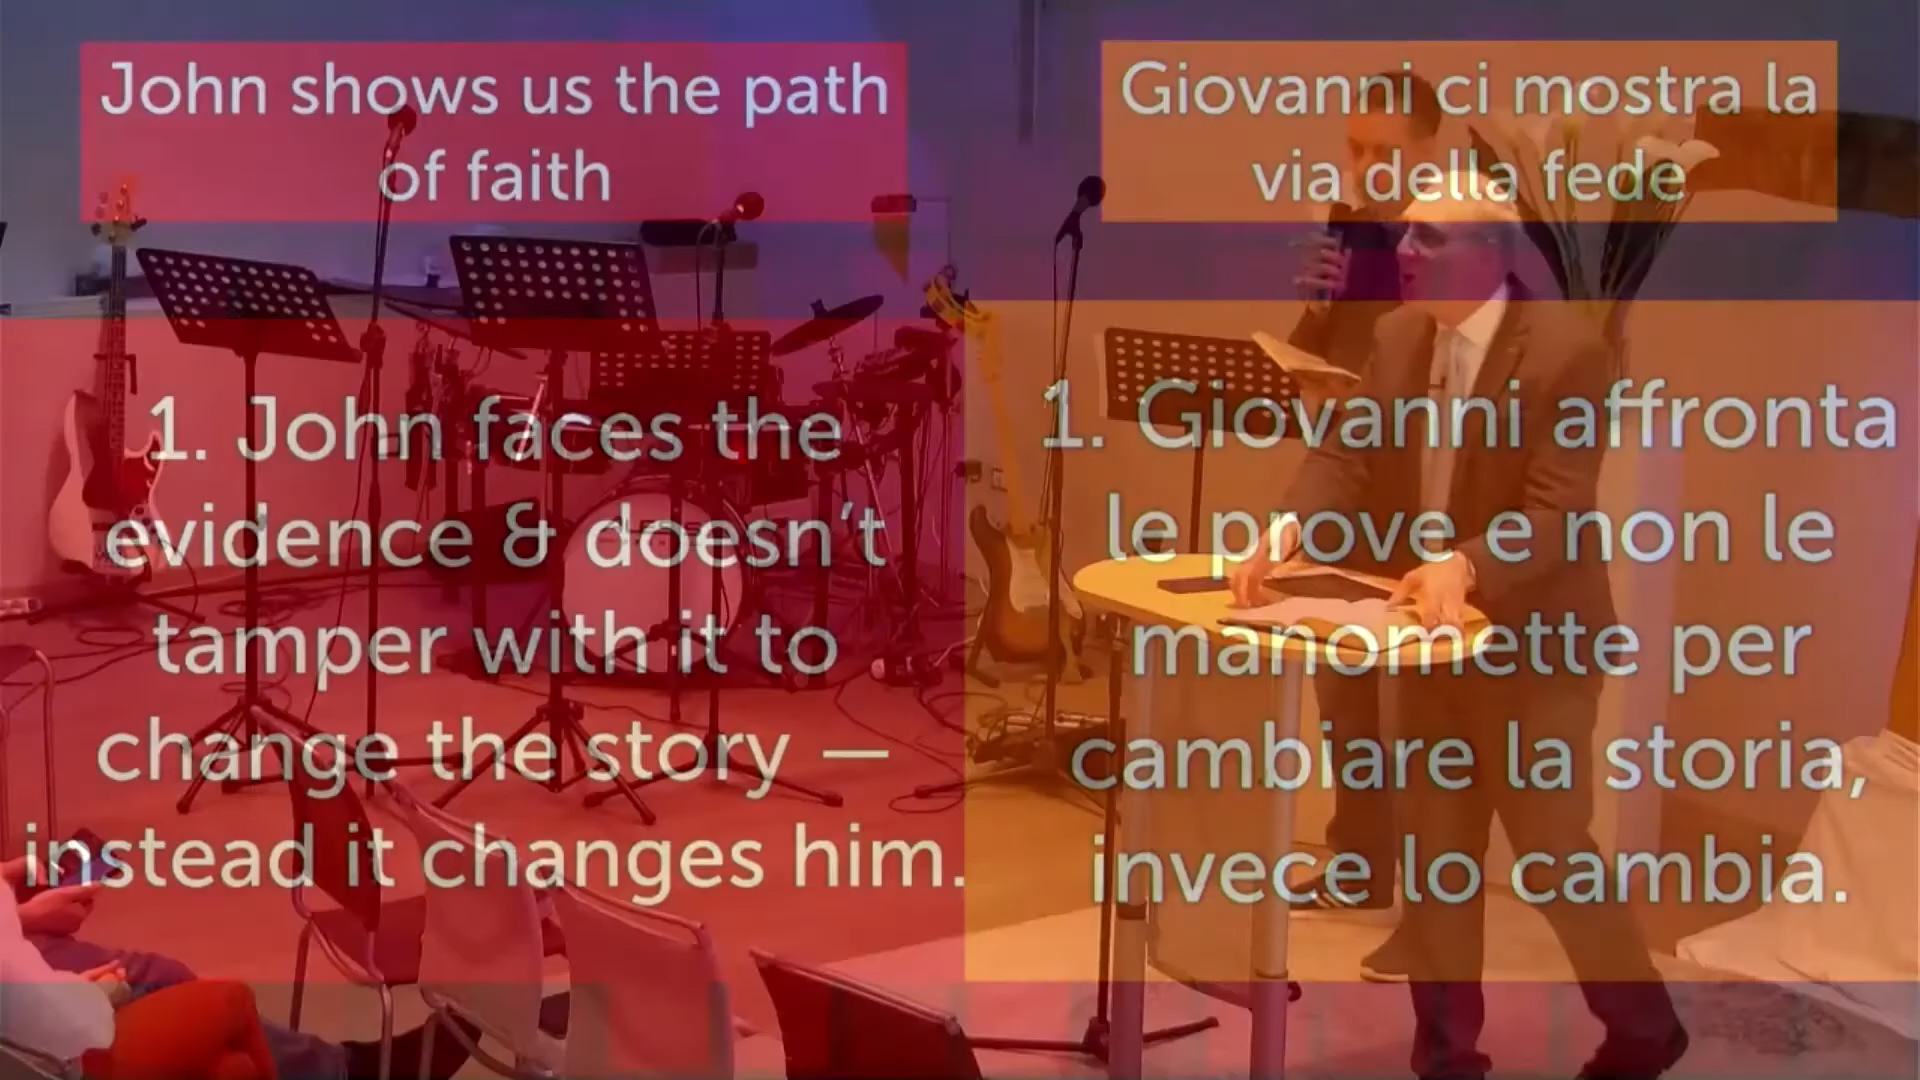 John shows us the path
of faith
1. John faces the
evidence & doesn't
tamper with it to
change the story —
instead it changes him.
Giovanni ci mostra la
via della fede
1. Giovanni affronta
le prove e non le
manomette per
cambiare la storia,
invece lo cambia.